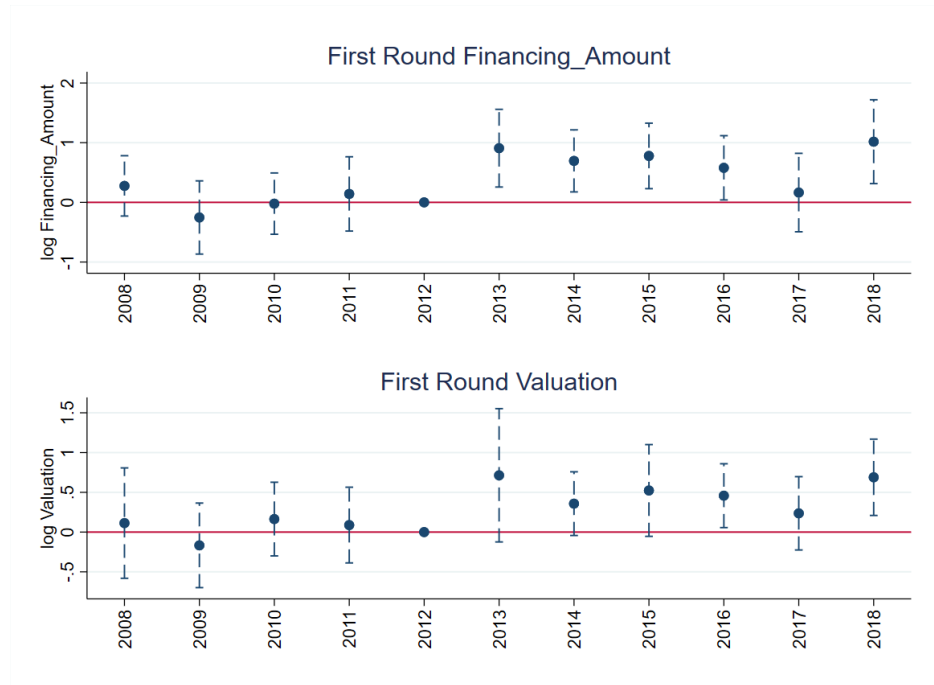 First Round Financing_Amount
log Financing_Amount
2
1
0
-1
2008 2009 2010 2011 2012 2013 2014 2015 2016 2017 2018
First Round Valuation
log Valuation
1.5
1
.5
0
-.5
2008 2009 2010 2011 2012 2013 2014 2015 2016 2017 2018